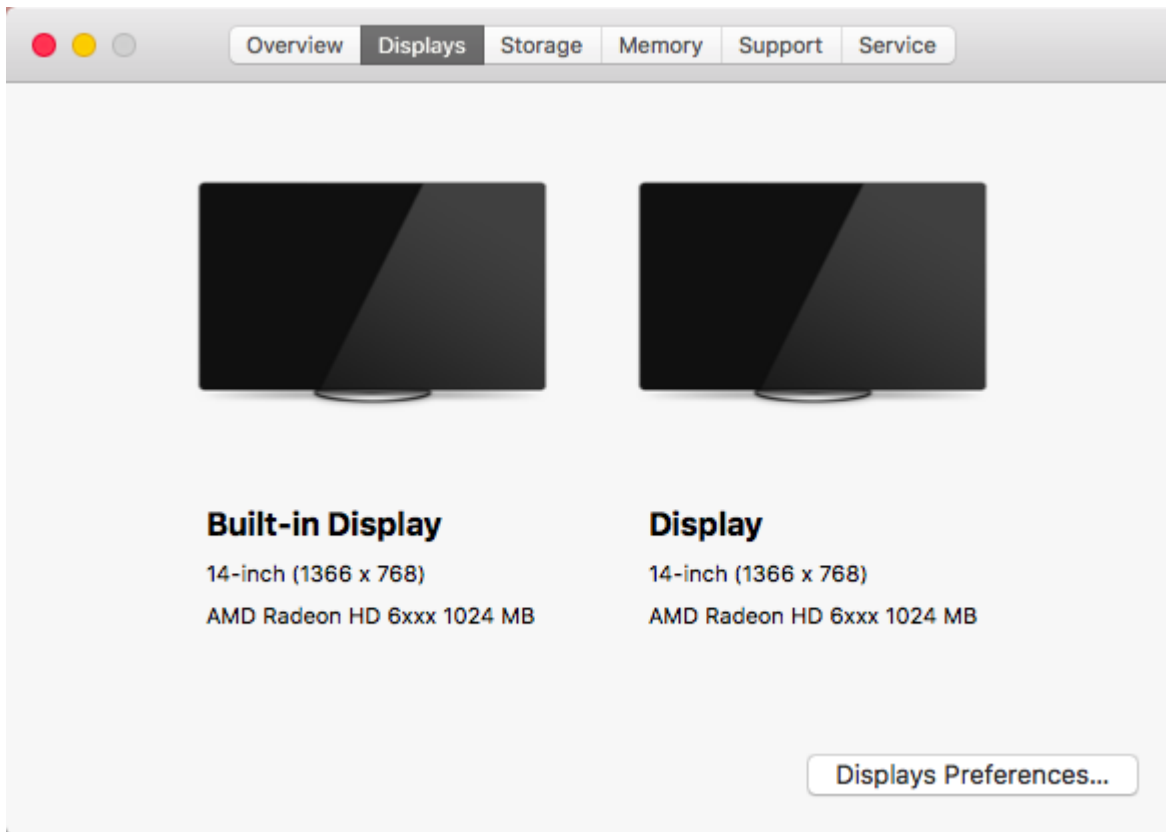 Overview Displays Storage Memory Support Service
Built-in Display
14-inch (1366 x 768)
AMD Radeon HD 6xxx 1024 MB
Display
14-inch (1366 x 768)
AMD Radeon HD 6xxx 1024 MB
Displays Preferences...